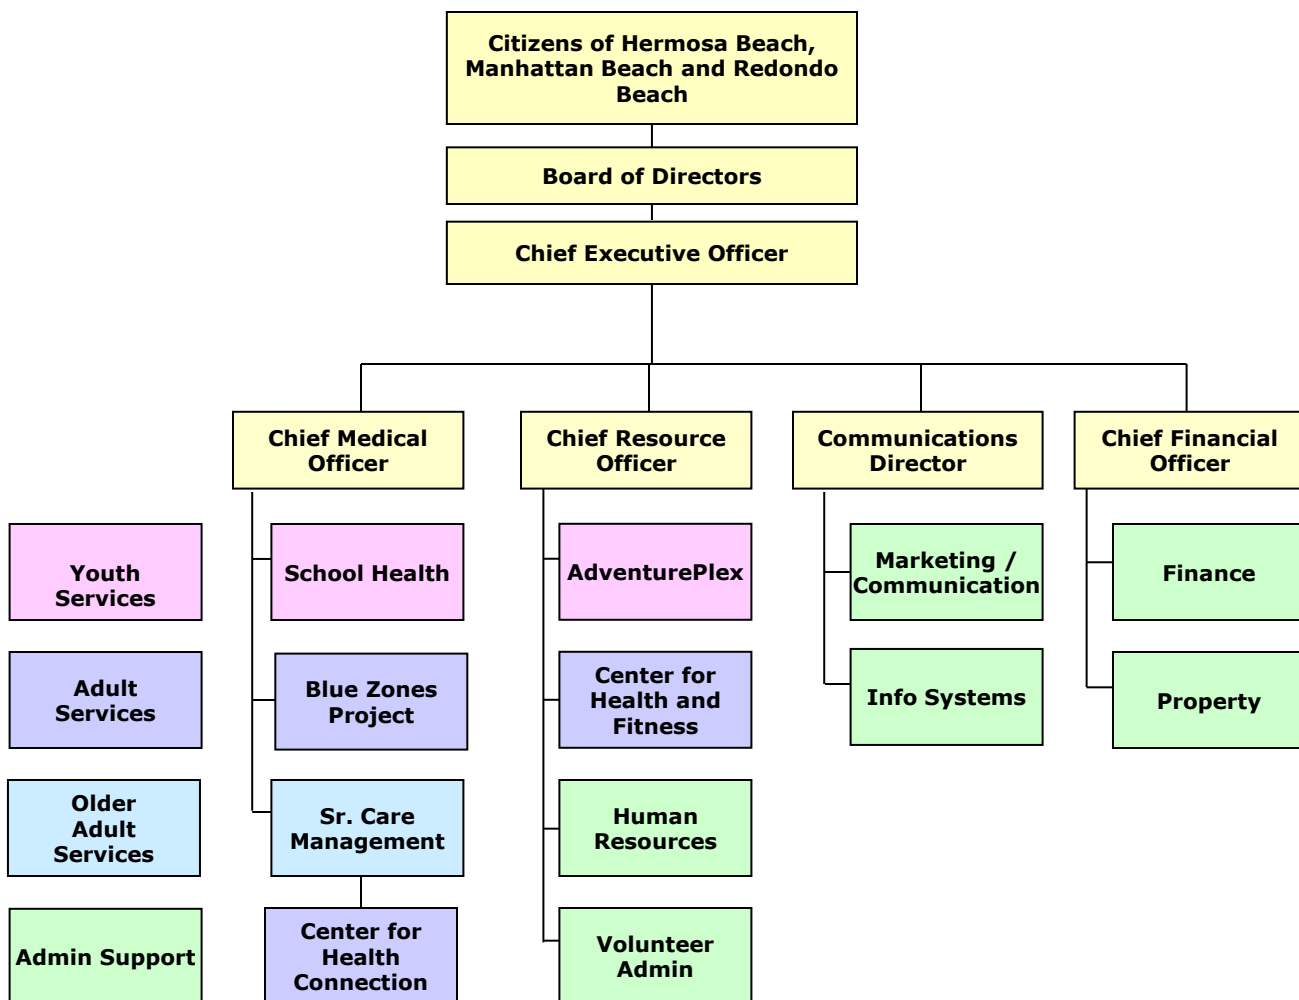 Citizens of Hermosa Beach,
Manhattan Beach and Redondo
Beach
Board of Directors
Chief Executive Officer
Chief Medical
Officer
Chief Resource
Officer
Communications
Director
Chief Financial
Officer
Youth
Services
School Health
AdventurePlex
Marketing /
Communication
Finance
Adult
Services
Blue Zones
Project
Center for
Health and
Fitness
Info Systems
Property
Older
Adult
Services
Sr. Care
Management
Human
Resources
Admin Support
Center for
Health
Connection
Volunteer
Admin